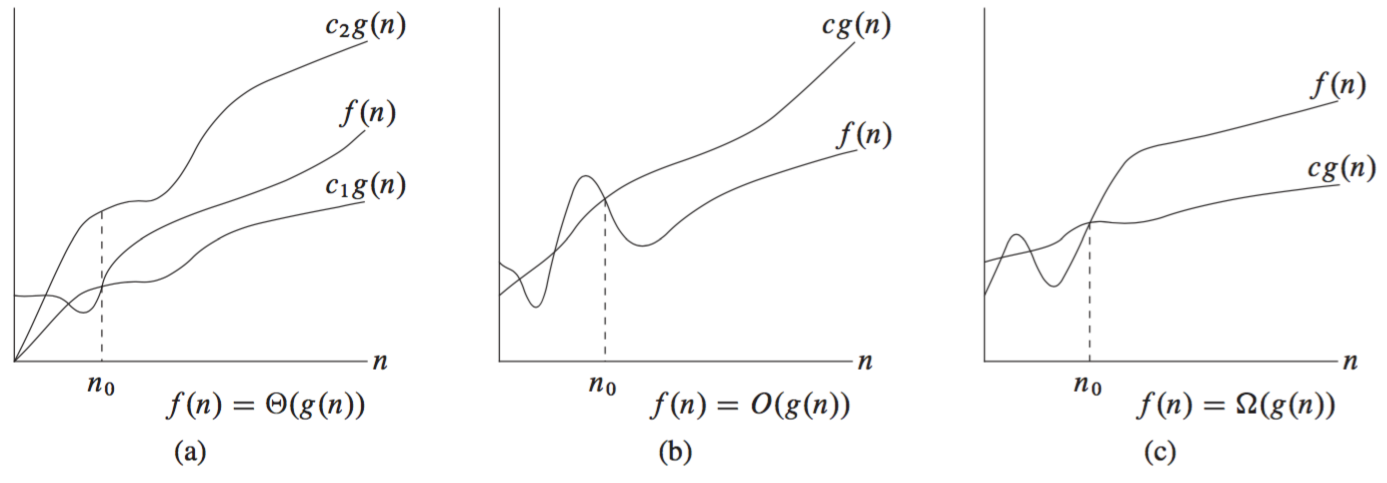 c₂g(n)
f(n)
c₁g(n)
n
n₀
f(n) = Θ(g(n))
(a)
cg(n)
f(n)
n
n₀
f(n) = O(g(n))
(b)
f(n)
cg(n)
n
n₀
f(n) = Ω(g(n))
(c)